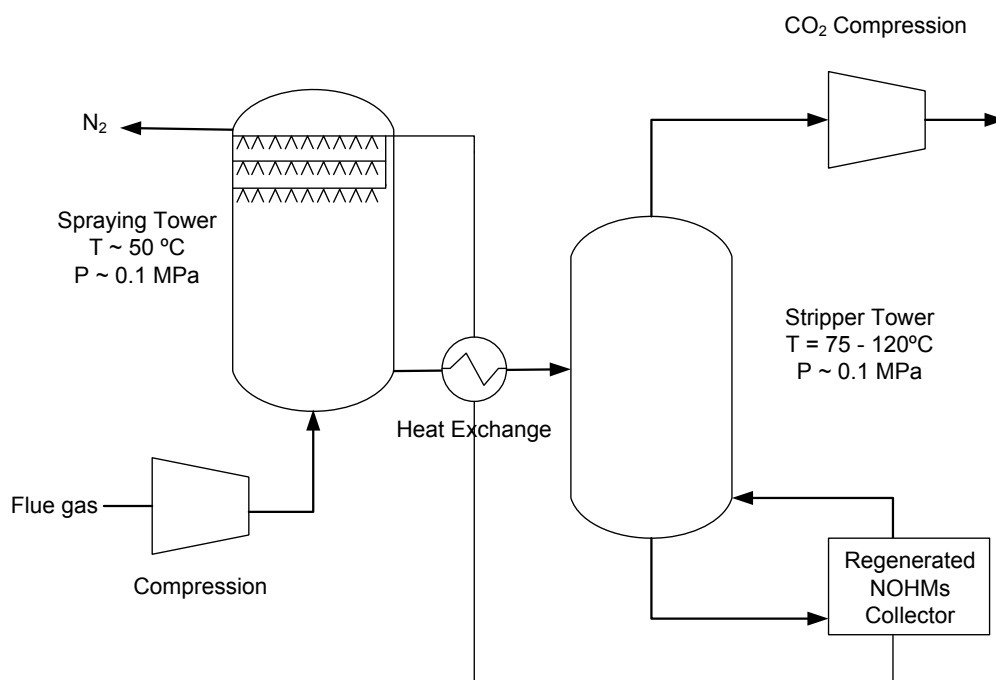 CO₂ Compression
N₂
Spraying Tower
T ~ 50 ºC
P ~ 0.1 MPa
Stripper Tower
T = 75 - 120ºC
P ~ 0.1 MPa
Heat Exchange
Flue gas
Compression
Regenerated
NOHMs
Collector